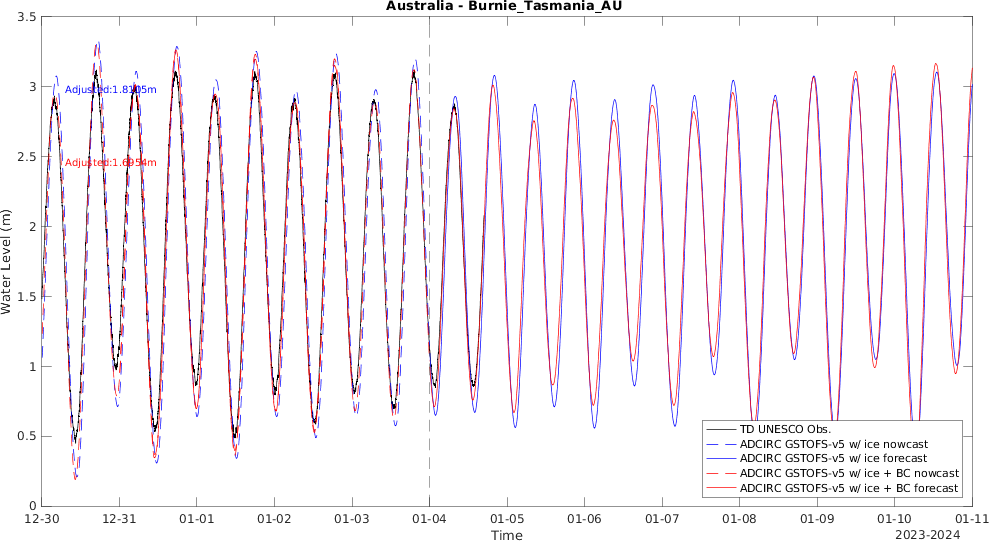 Australia - Burnie_Tasmania_AU
3.5
3
2.5
2
1.5
1
0.5
0
Water Level (m)
Adjusted:1.8105m
Adjusted:1.6954m
TD UNESCO Obs.
ADCIRC GSTOFS-v5 w/ ice nowcast
ADCIRC GSTOFS-v5 w/ ice forecast
ADCIRC GSTOFS-v5 w/ ice + BC nowcast
ADCIRC GSTOFS-v5 w/ ice + BC forecast
12-30 12-31 01-01 01-02 01-03 01-04 01-05 01-06 01-07 01-08 01-09 01-10 01-11
Time
2023-2024